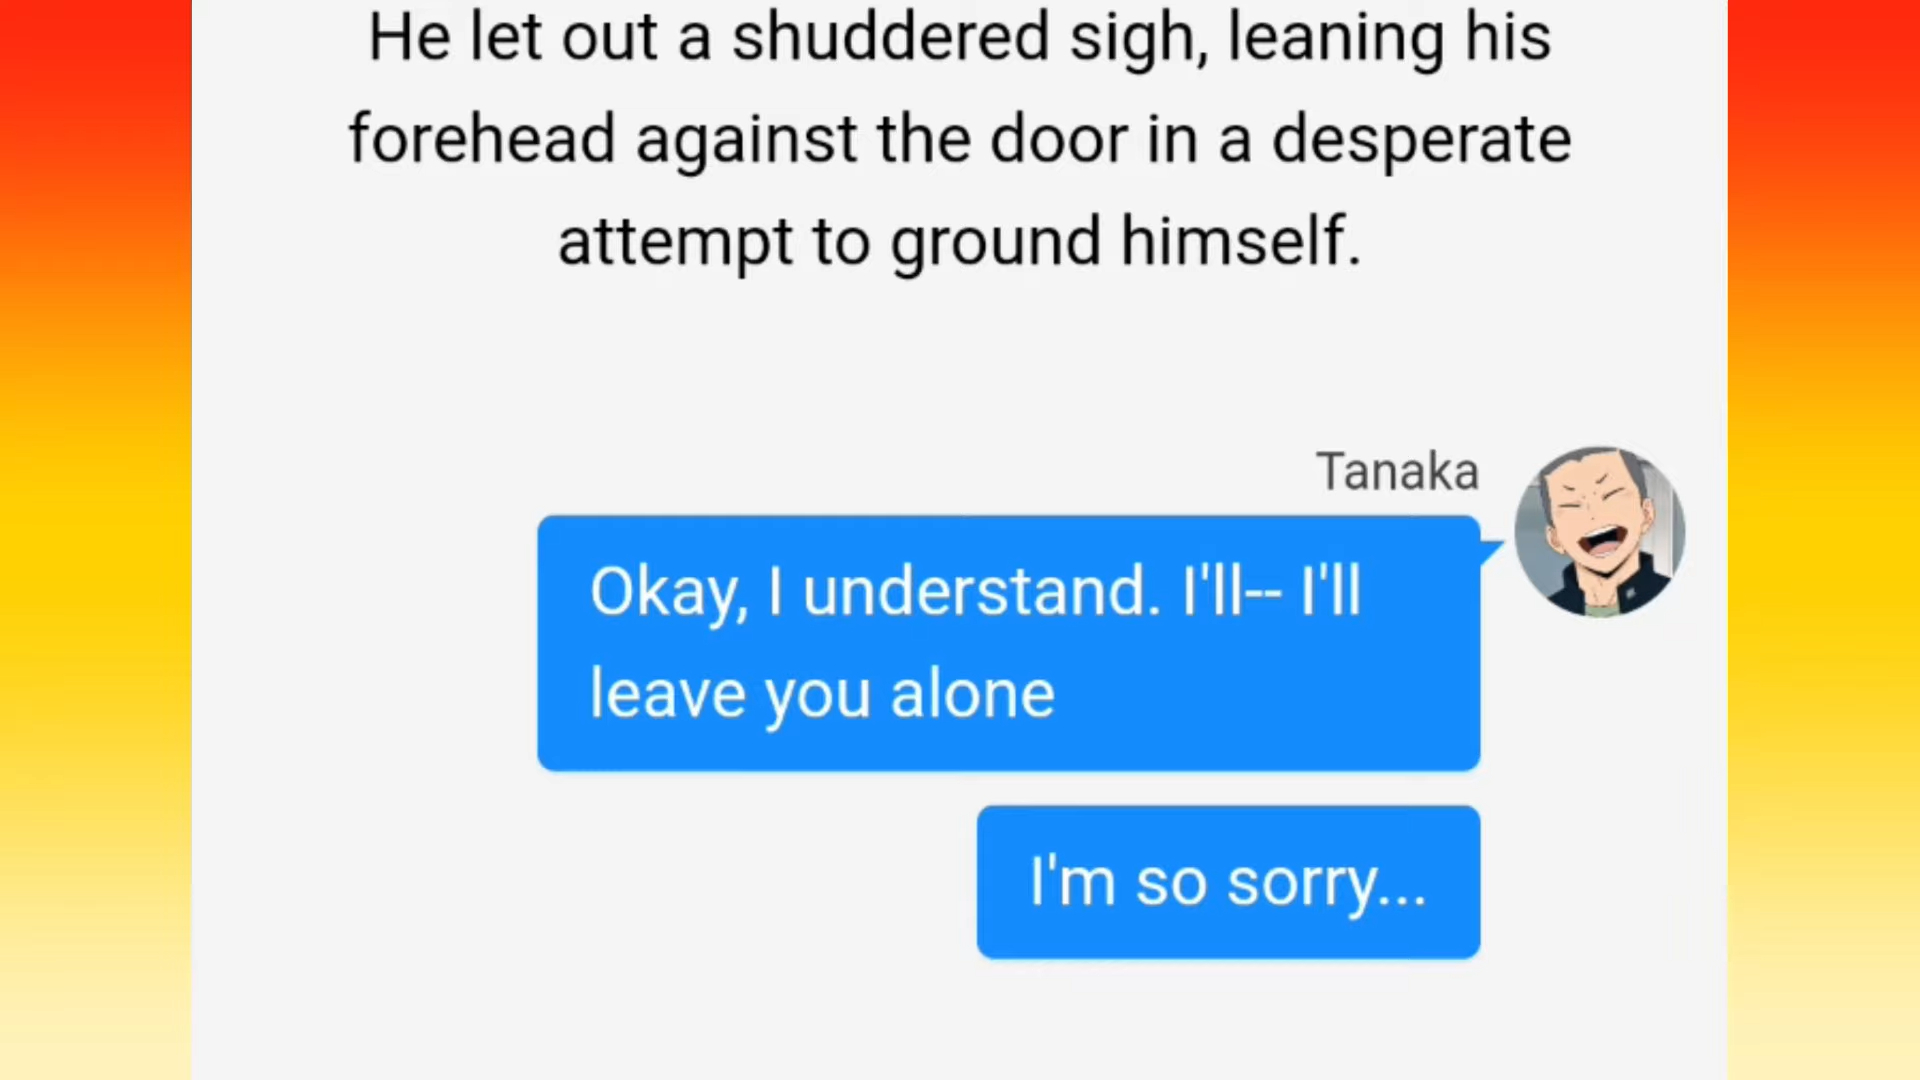 He let out a shuddered sigh, leaning his
forehead against the door in a desperate
attempt to ground himself.
Tanaka
Okay, I understand. I'll-- I'll
leave you alone
I'm so sorry...